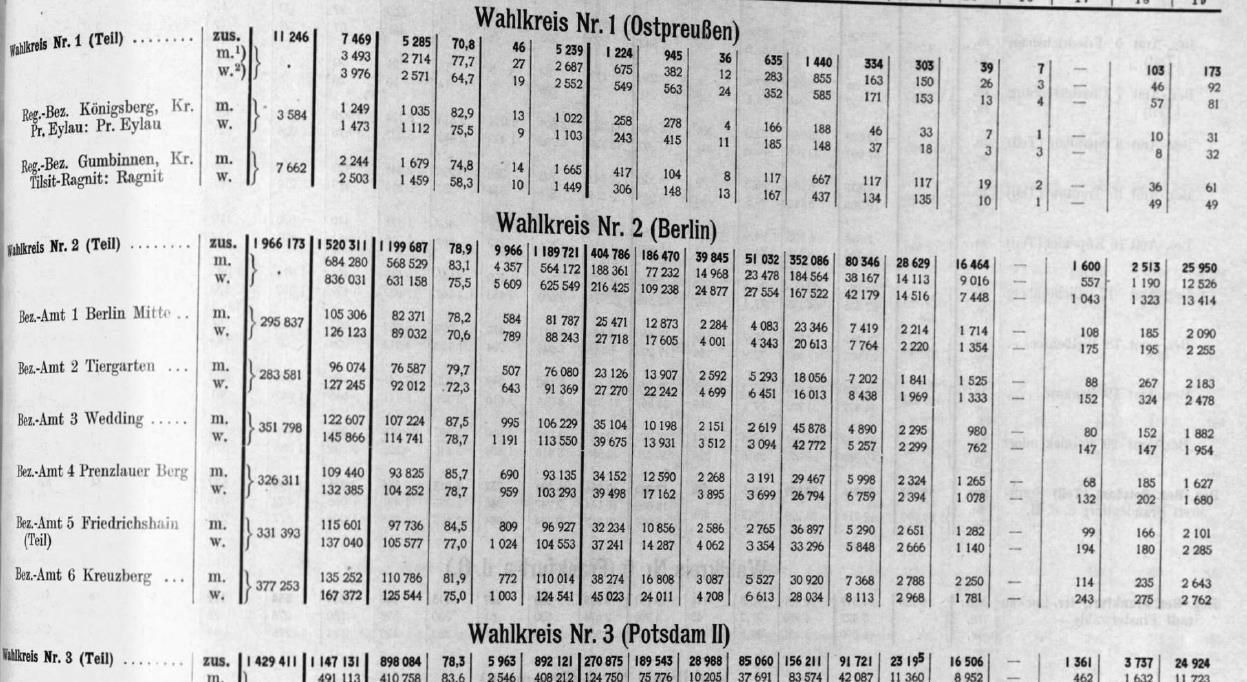 Wahlkreis Nr. 1 (Ostpreußen)
Wahlkreis Nr. 1 (Teil) ........ zus. 11 246 7 469 5 285 70,8 46 5 239 1 224 945 36 635 1 440 334 303 39 7 — 103 173
m.¹) . 3 493 2 714 77,7 27 2 687 675 382 12 283 855 163 150 26 3 — 46 92
w.²) 3 976 2 571 64,7 19 2 552 549 563 24 352 585 171 153 13 4 — 57 81
Reg.-Bez. Königsberg, Kr. m. 3 584 1 249 1 035 82,9 13 1 022 258 278 4 166 188 46 33 7 1 — 10 31
Pr. Eylau: Pr. Eylau w. 1 473 1 112 75,5 9 1 103 243 415 11 185 148 37 18 3 3 — 8 32
Reg.-Bez. Gumbinnen, Kr. m. 7 662 2 244 1 679 74,8 14 1 665 417 104 8 117 667 117 117 19 2 — 36 61
Tilsit-Ragnit: Ragnit w. 2 503 1 459 58,3 10 1 449 306 148 13 167 437 134 135 10 1 — 49 49
Wahlkreis Nr. 2 (Berlin)
Wahlkreis Nr. 2 (Teil) ........ zus. 1 966 173 1 520 311 1 199 687 78,9 9 966 1 189 721 404 786 186 470 39 845 51 032 352 086 80 346 28 629 16 464 — 1 600 2 513 25 950
m. . 684 280 568 529 83,1 4 357 564 172 188 361 77 232 14 968 23 478 184 564 38 167 14 113 9 016 — 557 1 190 12 526
w. 836 031 631 158 75,5 5 609 625 549 216 425 109 238 24 877 27 554 167 522 42 179 14 516 7 448 — 1 043 1 323 13 414
Bez.-Amt 1 Berlin Mitte .. m. 295 837 105 306 82 371 78,2 584 81 787 25 471 12 873 2 284 4 083 23 346 7 419 2 214 1 714 — 108 185 2 090
w. 126 123 89 032 70,6 789 88 243 27 718 17 605 4 001 4 343 20 613 7 764 2 220 1 354 — 175 195 2 255
Bez.-Amt 2 Tiergarten ... m. 283 581 96 074 76 587 79,7 507 76 080 23 126 13 907 2 592 5 293 18 056 7 202 1 841 1 525 — 88 267 2 183
w. 127 245 92 012 72,3 643 91 369 27 270 22 242 4 699 6 451 16 013 8 438 1 969 1 333 — 152 324 2 478
Bez.-Amt 3 Wedding ..... m. 351 798 122 607 107 224 87,5 995 106 229 35 104 10 198 2 151 2 619 45 878 4 890 2 295 980 — 80 152 1 882
w. 145 866 114 741 78,7 1 191 113 550 39 675 13 931 3 512 3 094 42 772 5 257 2 299 762 — 147 147 1 954
Bez.-Amt 4 Prenzlauer Berg m. 326 311 109 440 93 825 85,7 690 93 135 34 152 12 590 2 268 3 191 29 467 5 998 2 324 1 265 — 68 185 1 627
w. 132 385 104 252 78,7 959 103 293 39 498 17 162 3 895 3 699 26 794 6 759 2 394 1 078 — 132 202 1 680
Bez.-Amt 5 Friedrichshain m. 331 393 115 601 97 736 84,5 809 96 927 32 234 10 856 2 586 2 765 36 897 5 290 2 651 1 282 — 99 166 2 101
(Teil) w. 137 040 105 577 77,0 1 024 104 553 37 241 14 287 4 062 3 354 33 296 5 848 2 666 1 140 — 194 180 2 285
Bez.-Amt 6 Kreuzberg ... m. 377 253 135 252 110 786 81,9 772 110 014 38 274 16 808 3 087 5 527 30 920 7 368 2 788 2 250 — 114 235 2 643
w. 167 372 125 544 75,0 1 003 124 541 45 023 24 011 4 708 6 613 28 034 8 113 2 968 1 781 — 243 275 2 762
Wahlkreis Nr. 3 (Potsdam II)
Wahlkreis Nr. 3 (Teil) ........ zus. 1 429 411 1 147 131 898 084 78,3 5 963 892 121 270 875 189 543 28 988 85 060 156 211 91 721 23 195 16 506 — 1 361 3 737 24 924
m. 491 113 410 758 83,6 2 546 408 212 124 750 75 776 10 205 37 691 83 574 42 087 11 360 8 952 — 462 1 632 11 723